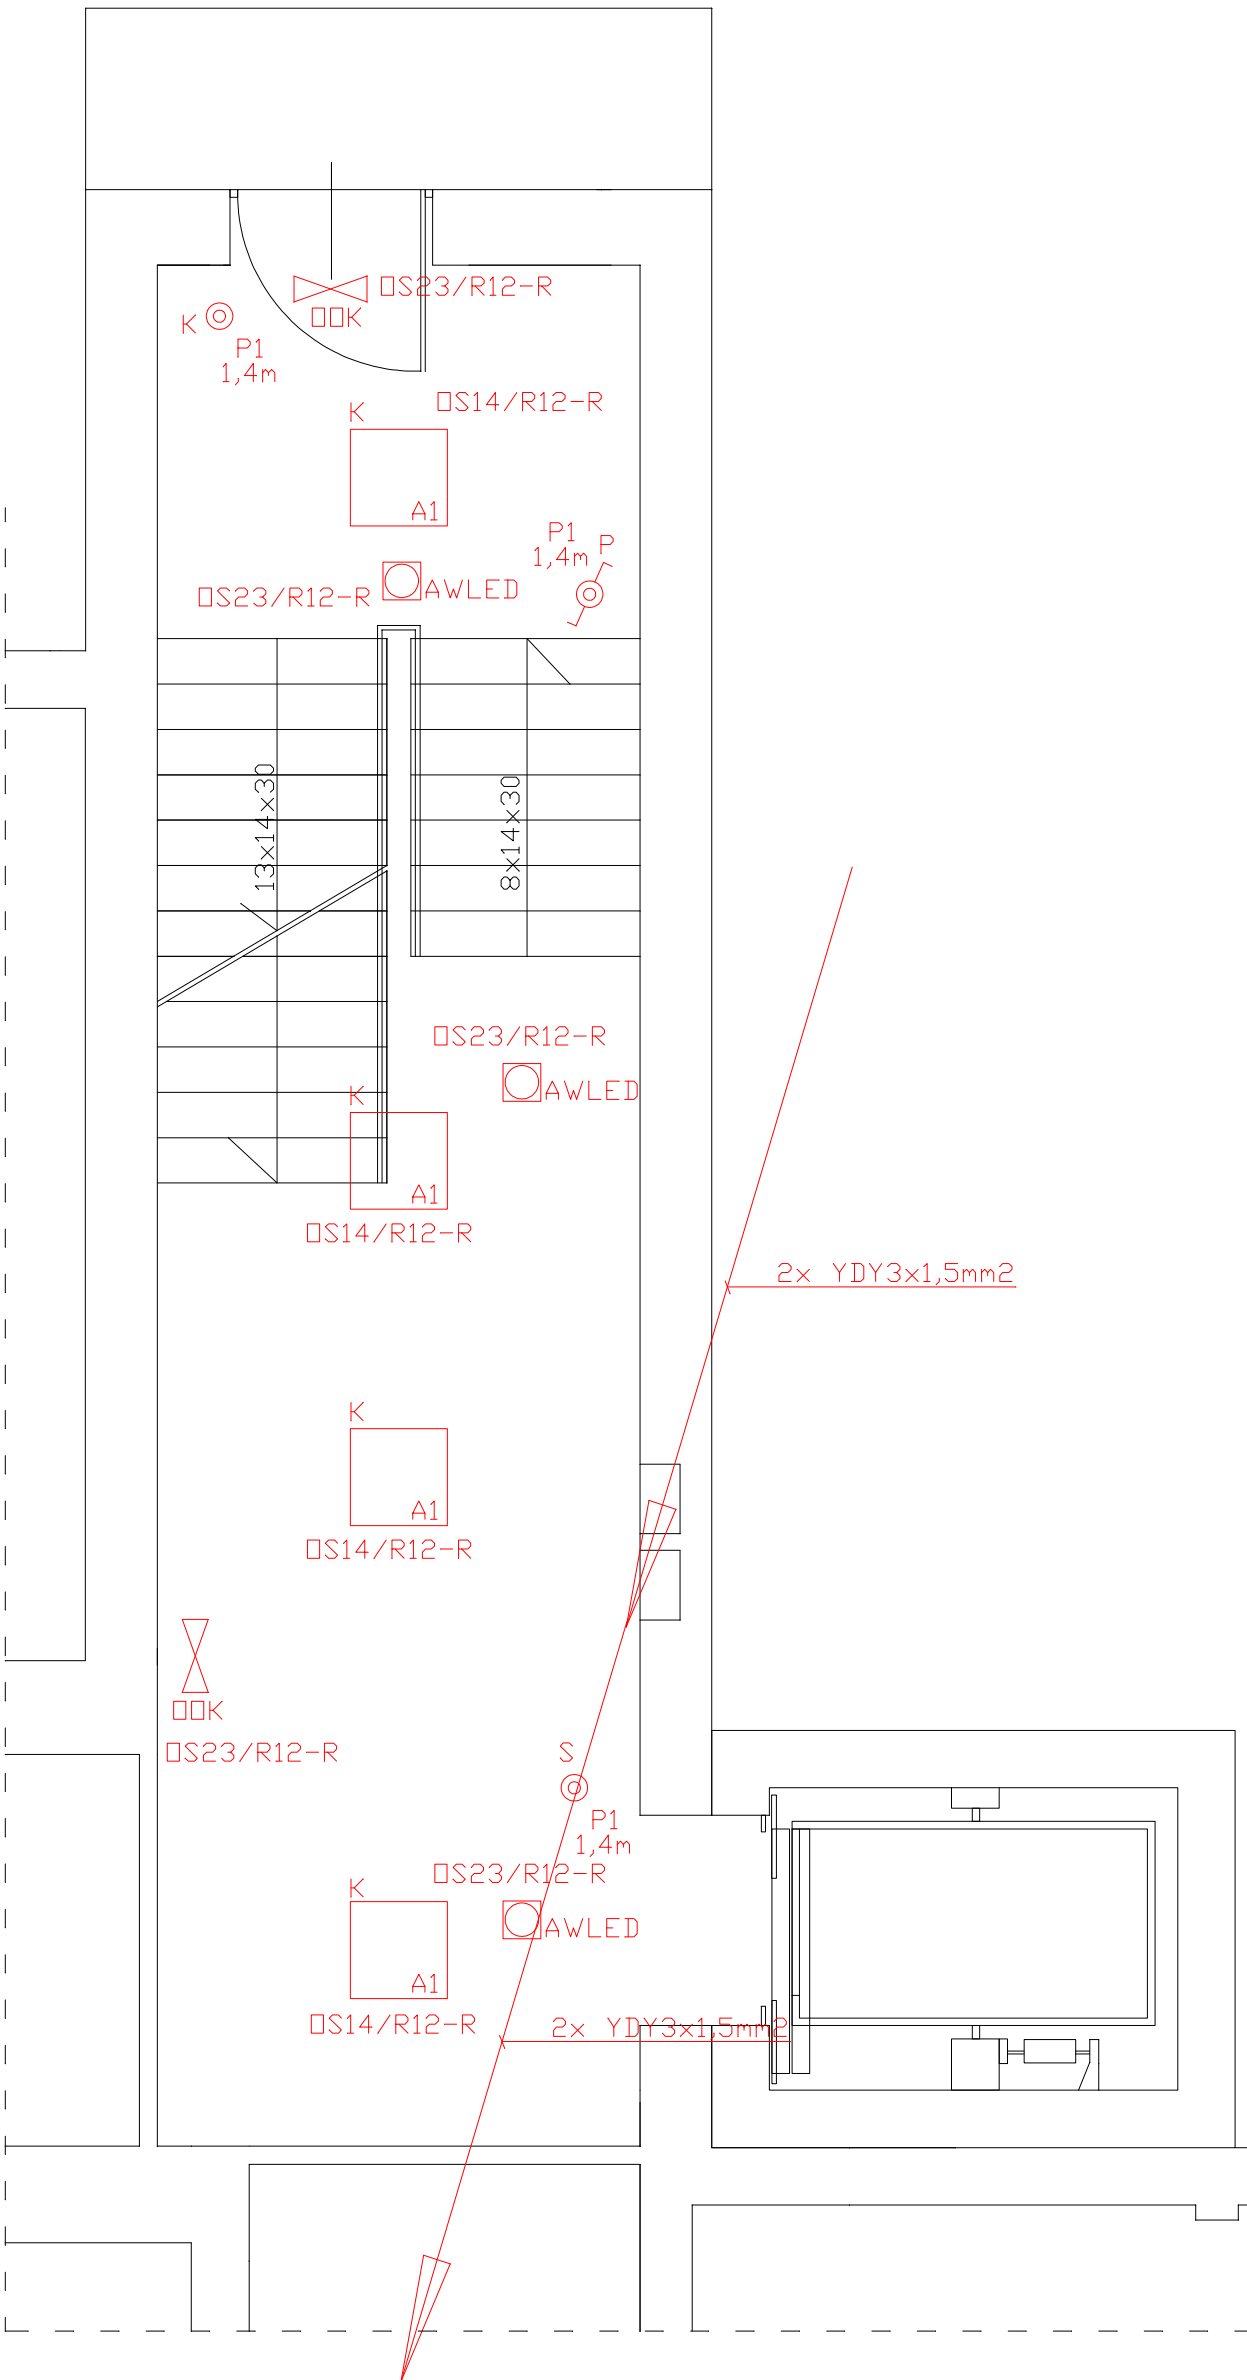 ▯S23/R12-R
▯▯K
K
P1
1,4m
▯S14/R12-R
K
A1
P1
1,4m
P
▯S23/R12-R
AWLED
13x14x30
8x14x30
▯S23/R12-R
AWLED
K
A1
▯S14/R12-R
2x YDY3x1,5mm2
K
A1
▯S14/R12-R
▯▯K
▯S23/R12-R
S
P1
1,4m
▯S23/R12-R
AWLED
K
A1
▯S14/R12-R
2x YDY3x1,5mm2